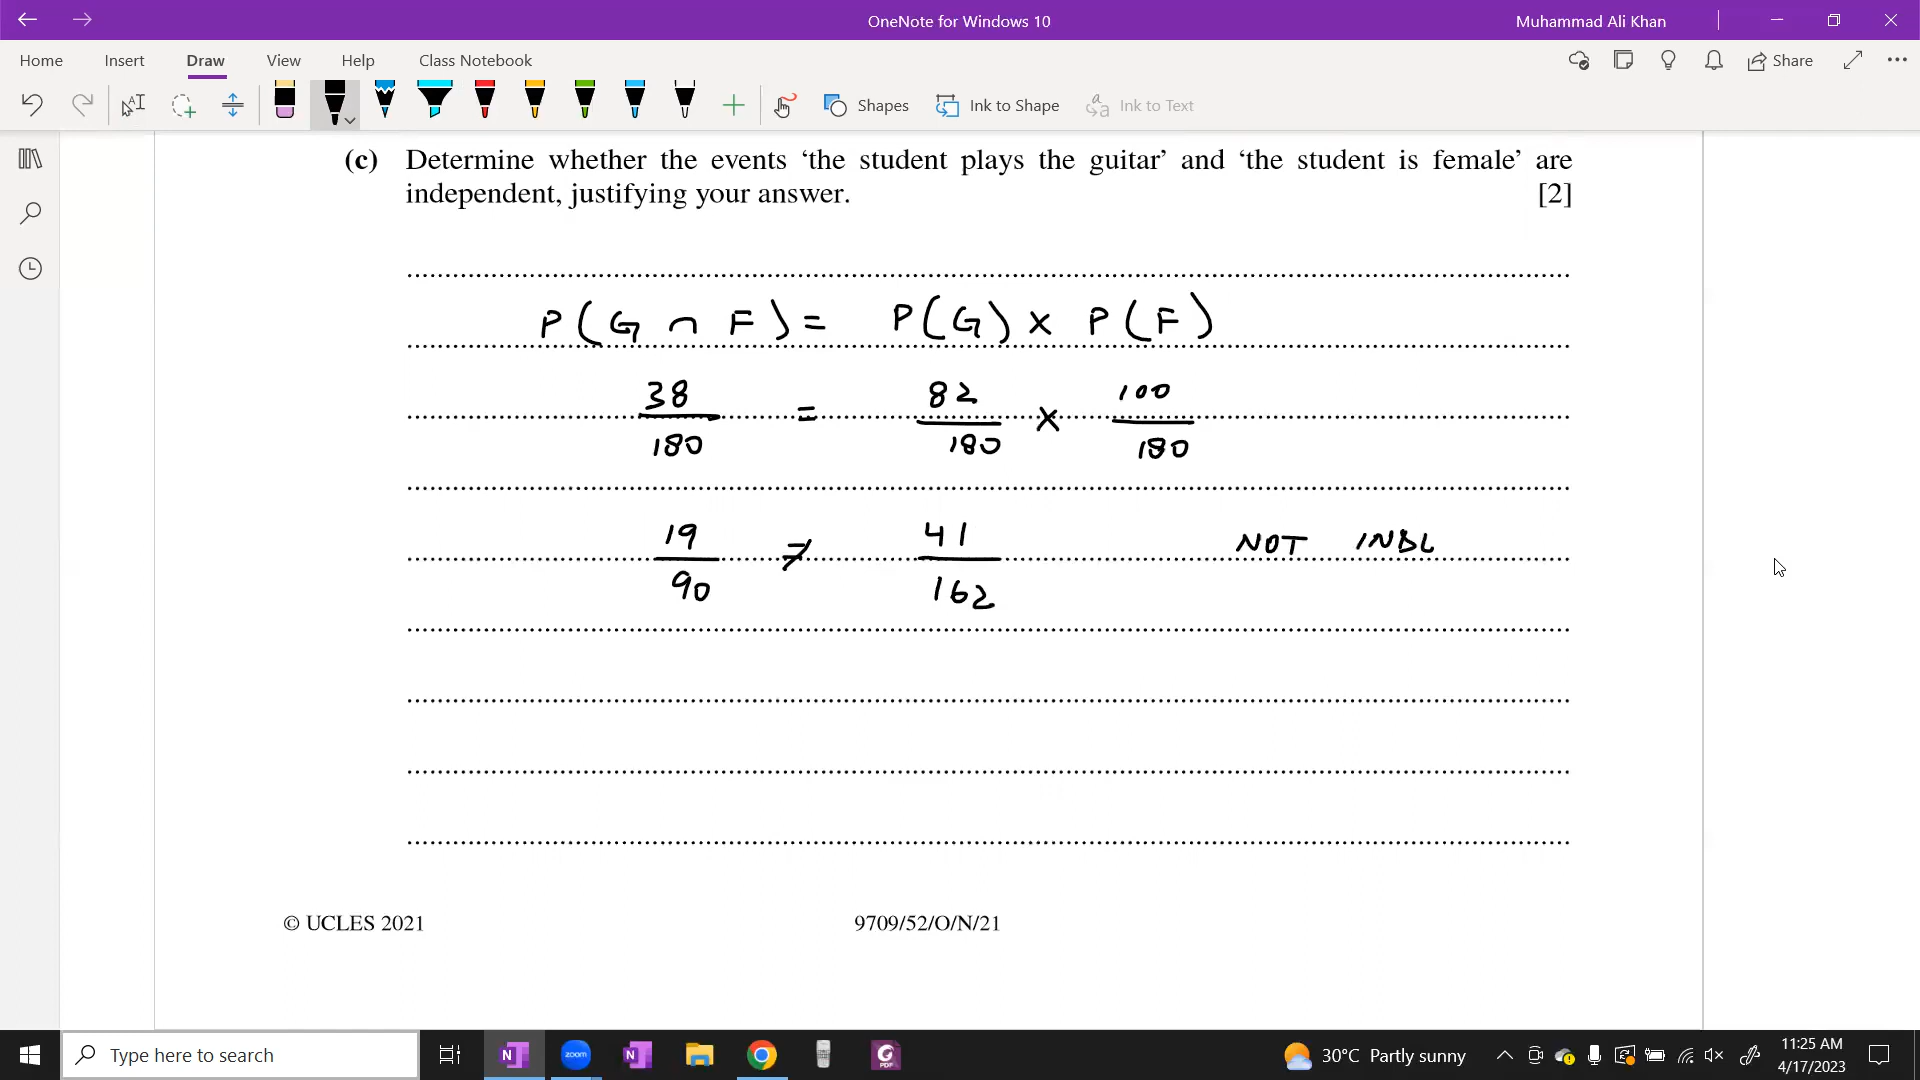 OneNote for Windows 10
Muhammad Ali Khan
Home Insert Draw View Help Class Notebook
Share
Shapes Ink to Shape Ink to Text
(c) Determine whether the events ‘the student plays the guitar’ and ‘the student is female’ are
independent, justifying your answer. [2]
P(G ∩ F) = P(G) × P(F)
38/180 = 82/180 × 100/180
19/90 ≠ 41/162 NOT
© UCLES 2021
9709/52/O/N/21
Type here to search
zoom
PDF
30°C Partly sunny
11:25 AM
4/17/2023